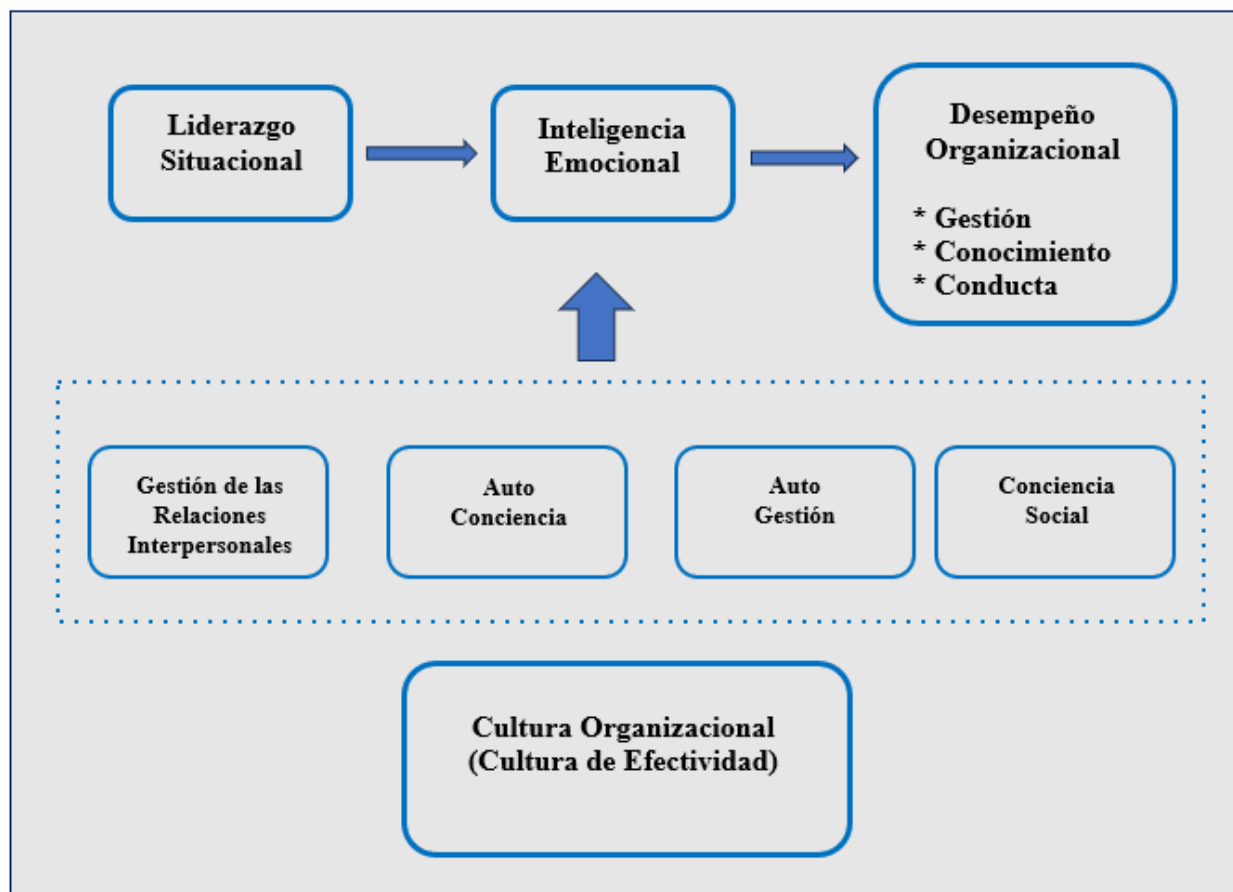 Liderazgo
Situacional
Inteligencia
Emocional
Desempeño
Organizacional
* Gestión
* Conocimiento
* Conducta
Gestión de las
Relaciones
Interpersonales
Auto
Conciencia
Auto
Gestión
Conciencia
Social
Cultura Organizacional
(Cultura de Efectividad)